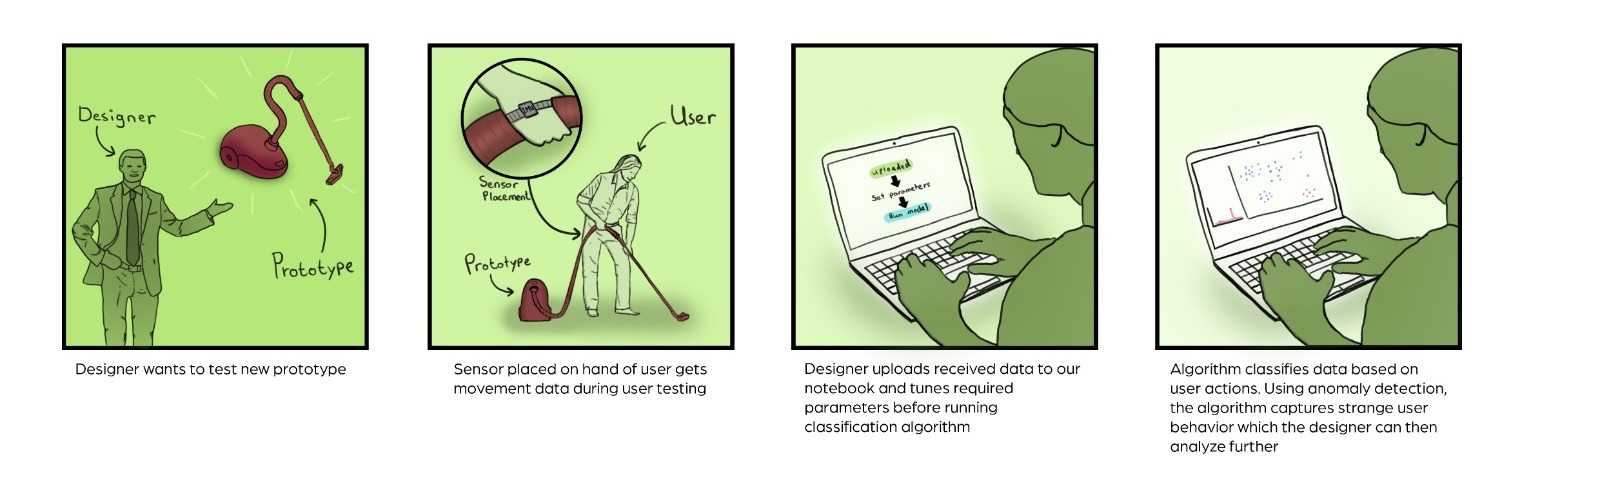 Designer
Prototype
Designer wants to test new prototype
User
Sensor
Placement
Prototype
Sensor placed on hand of user gets
movement data during user testing
uploaded
Set parameters
Run model
Designer uploads received data to our
notebook and tunes required
parameters before running
classification algorithm
Algorithm classifies data based on
user actions. Using anomaly detection,
the algorithm captures strange user
behavior which the designer can then
analyze further